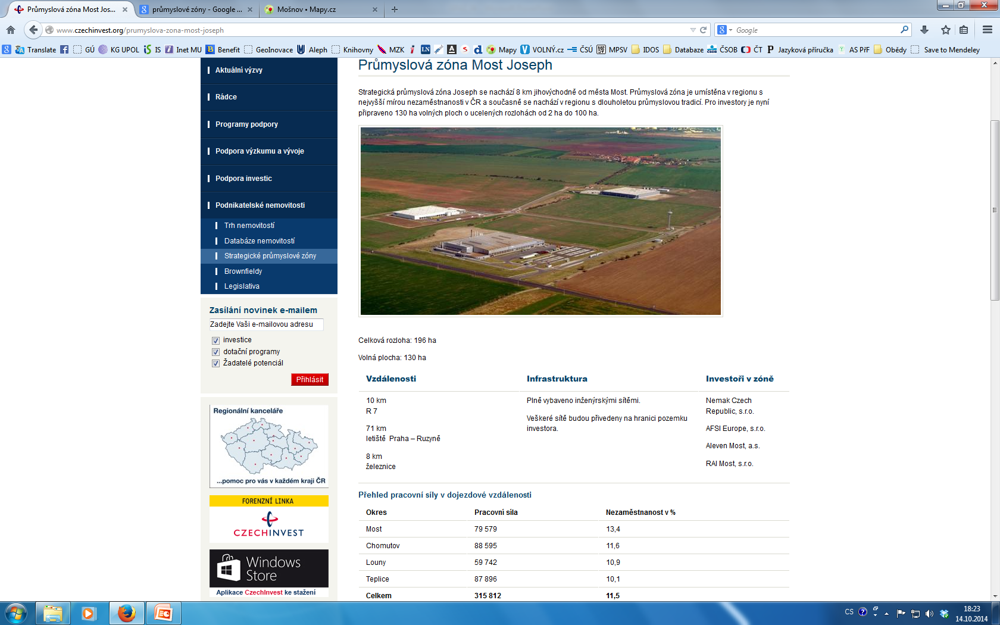 Průmyslová zóna Most Jos...
průmyslové zóny - Google ...
Mošnov • Mapy.cz
www.czechinvest.org/prumyslova-zona-most-joseph
Google
Translate GÚ KG UPOL IS Inet MU Benefit GeoInovace Aleph Knihovny MZK LN Mapy VOLNÝ.cz ČSÚ MPSV IDOS Databaze ČSOB ČT Jazyková příručka AS PřF Obědy Save to Mendeley
Aktuální výzvy
Rádce
Programy podpory
Podpora výzkumu a vývoje
Podpora investic
Podnikatelské nemovitosti
Trh nemovitostí
Databáze nemovitostí
Strategické průmyslové zóny
Brownfieldy
Legislativa
Zasílání novinek e-mailem
Zadejte Vaši e-mailovou adresu
investice
dotační programy
Žadatelé potenciál
Přihlásit
Regionální kanceláře
...pomoc pro vás v každém kraji ČR
FORENZNÍ LINKA
CZECHINVEST
Windows
Store
Aplikace CzechInvest ke stažení
Průmyslová zóna Most Joseph
Strategická průmyslová zóna Joseph se nachází 8 km jihovýchodně od města Most. Průmyslová zóna je umístěna v regionu s
nejvyšší mírou nezaměstnanosti v ČR a současně se nachází v regionu s dlouholetou průmyslovou tradicí. Pro investory je nyní
připraveno 130 ha volných ploch o ucelených rozlohách od 2 ha do 100 ha.
Celková rozloha: 196 ha
Volná plocha: 130 ha
Vzdálenosti Infrastruktura Investoři v zóně
10 km
R 7
71 km
letiště Praha – Ruzyně
8 km
železnice
Plně vybaveno inženýrskými sítěmi.
Veškeré sítě budou přivedeny na hranici pozemku
investora.
Nemak Czech
Republic, s.r.o.
AFSI Europe, s.r.o.
Aleven Most, a.s.
RAI Most, s.r.o.
Přehled pracovní síly v dojezdové vzdálenosti
Okres Pracovní síla Nezaměstnanost v %
Most 79 579 13,4
Chomutov 88 595 11,6
Louny 59 742 10,9
Teplice 87 896 10,1
Celkem 315 812 11,5
CS
18:23
14.10.2014